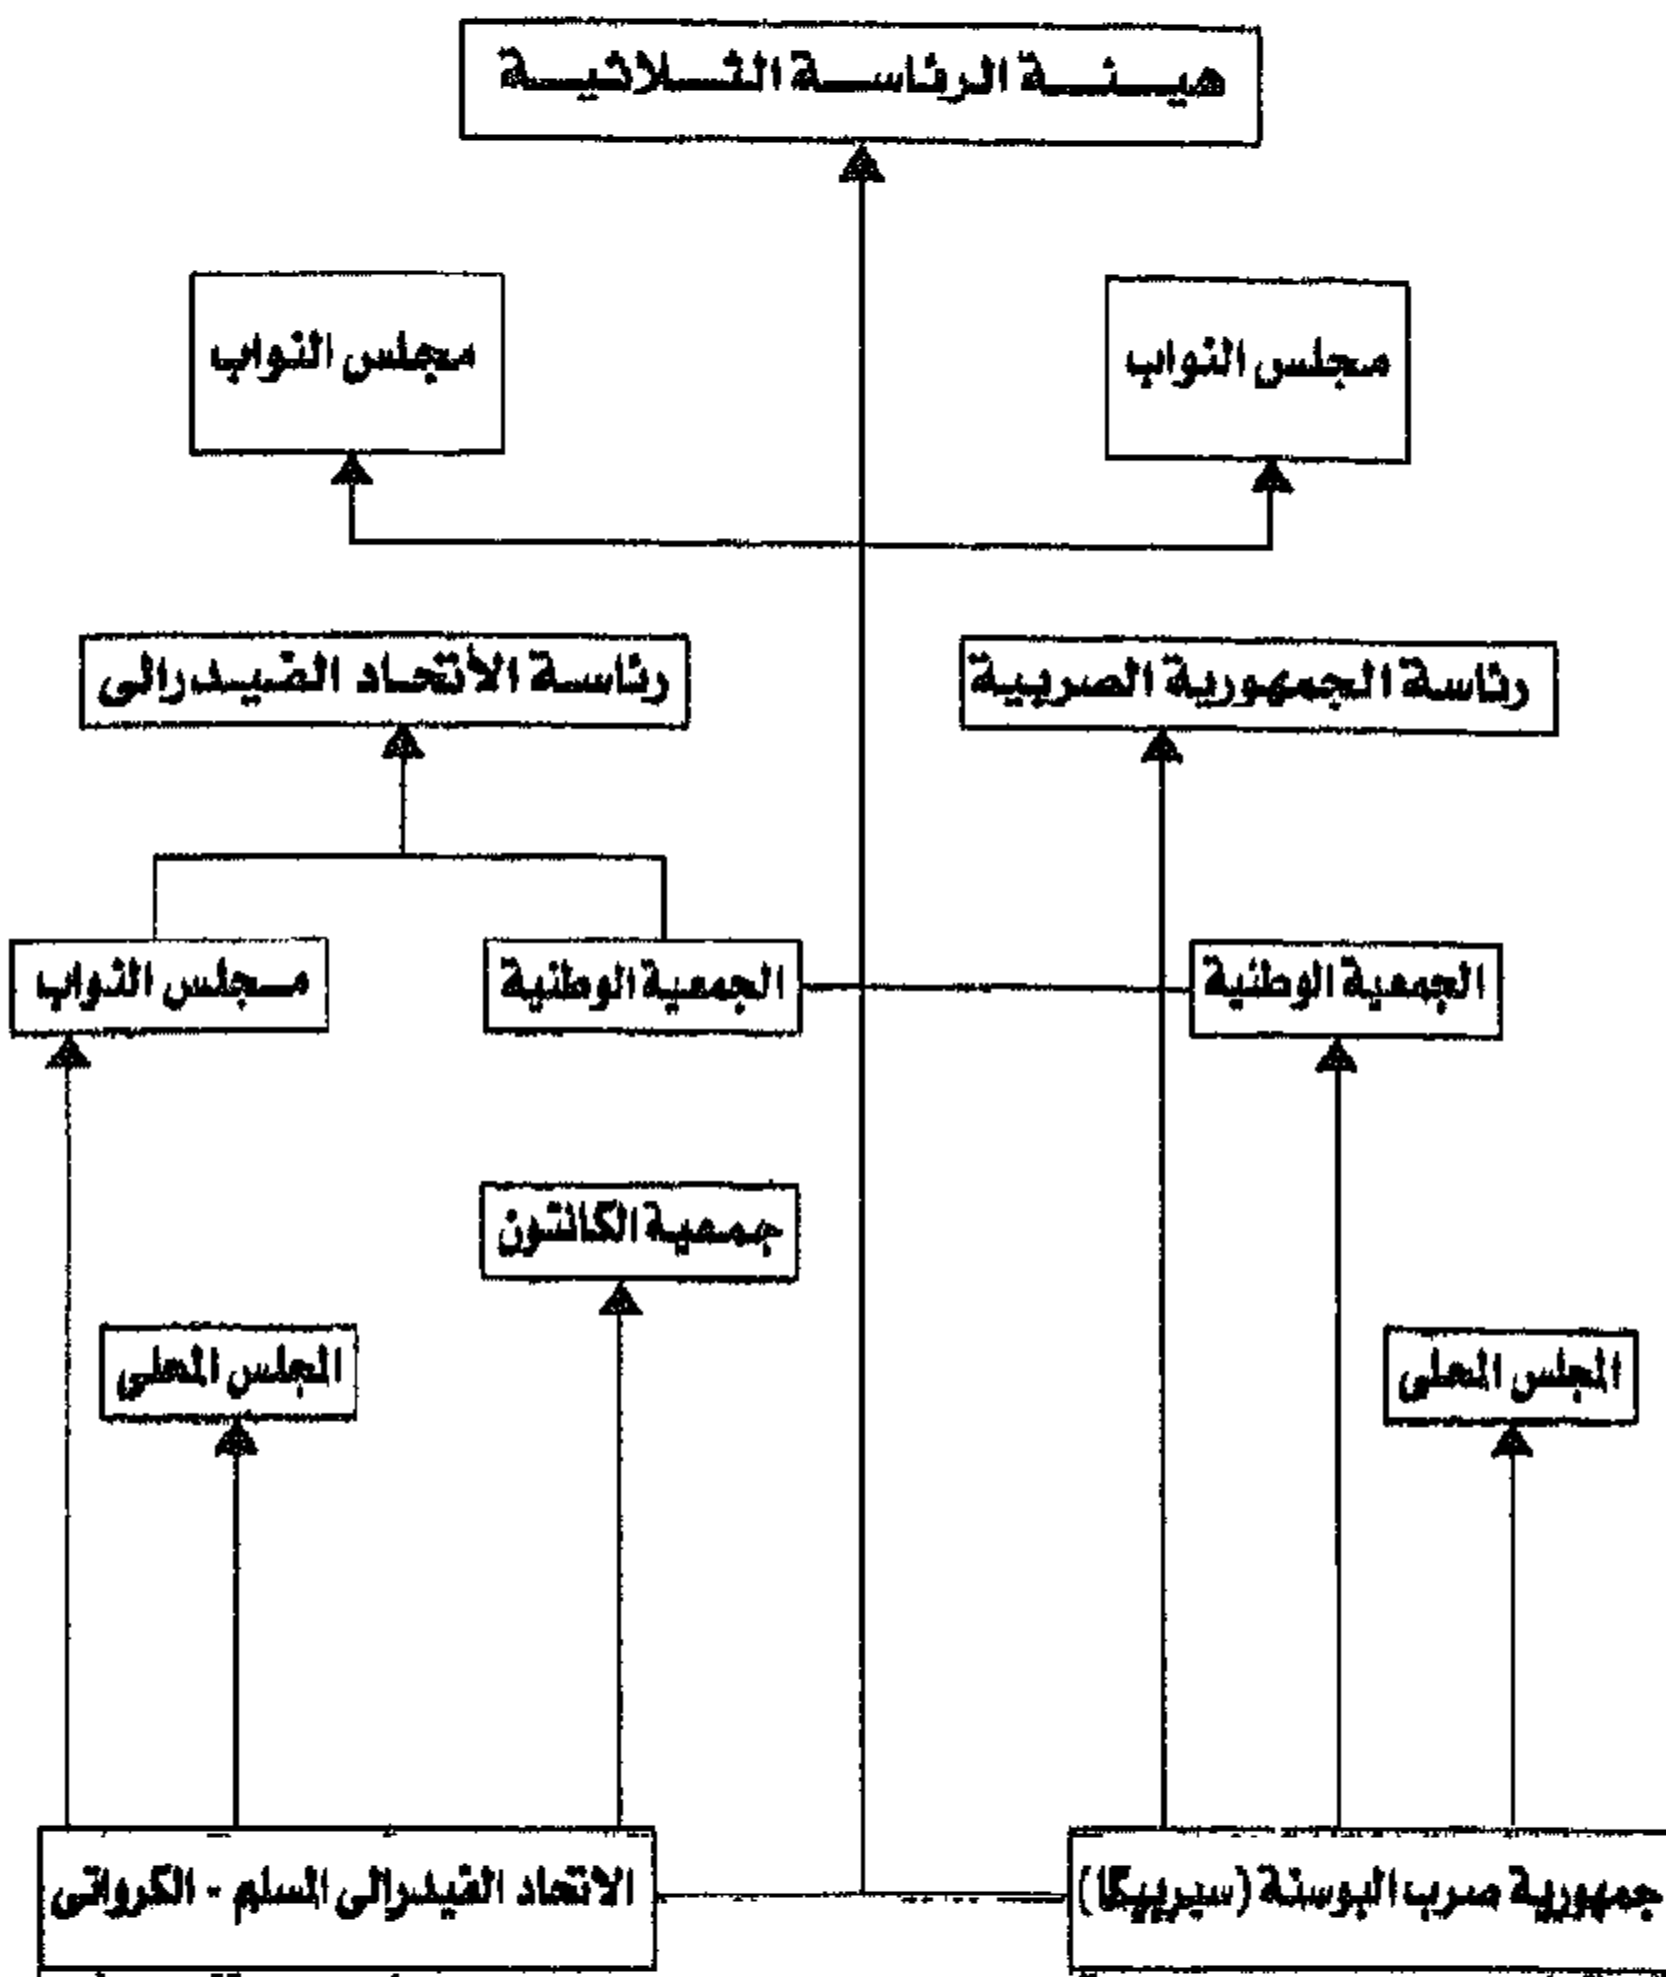 هيئة الرئاسة الثلاثية
مجلس النواب
مجلس النواب
رئاسة الجمهورية الصربية
رئاسة الأتحاد الفيدرالى
الجمعية الوطنية
الجمعية الوطنية
مجلس النواب
جمعية الكانتون
المجلس المحلى
المجلس المحلى
جمهورية صرب البوسنة (سيربيكا)
الاتحاد الفيدرالى المسلم - الكرواتى